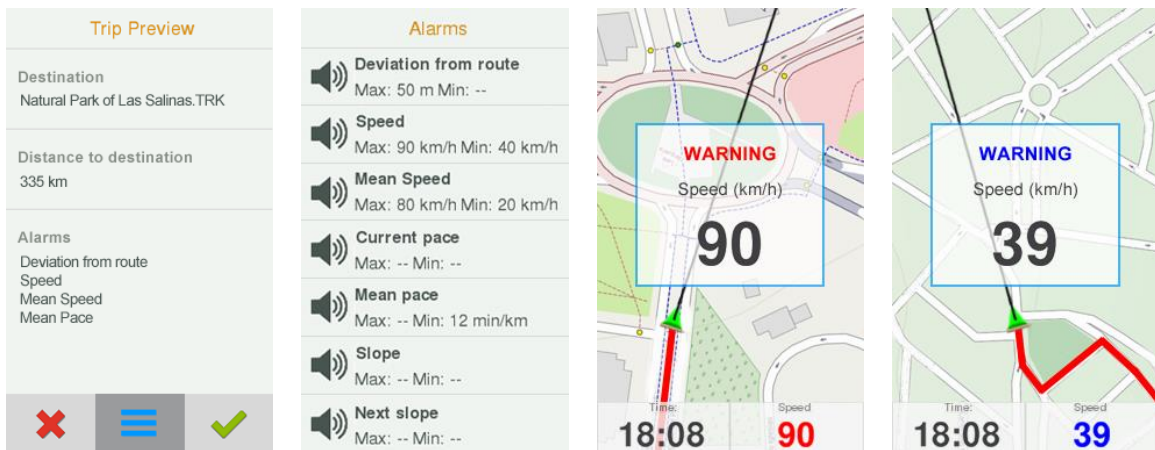 Trip Preview
Destination
Natural Park of Las Salinas.TRK
Distance to destination
335 km
Alarms
Deviation from route
Speed
Mean Speed
Mean Pace
Alarms
Deviation from route
Max: 50 m Min: --
Speed
Max: 90 km/h Min: 40 km/h
Mean Speed
Max: 80 km/h Min: 20 km/h
Current pace
Max: -- Min: --
Mean pace
Max: -- Min: 12 min/km
Slope
Max: -- Min: --
Next slope
Max: -- Min: --
WARNING
Speed (km/h)
90
Time:
Speed
18:08
90
WARNING
Speed (km/h)
39
Time:
Speed
18:08
39